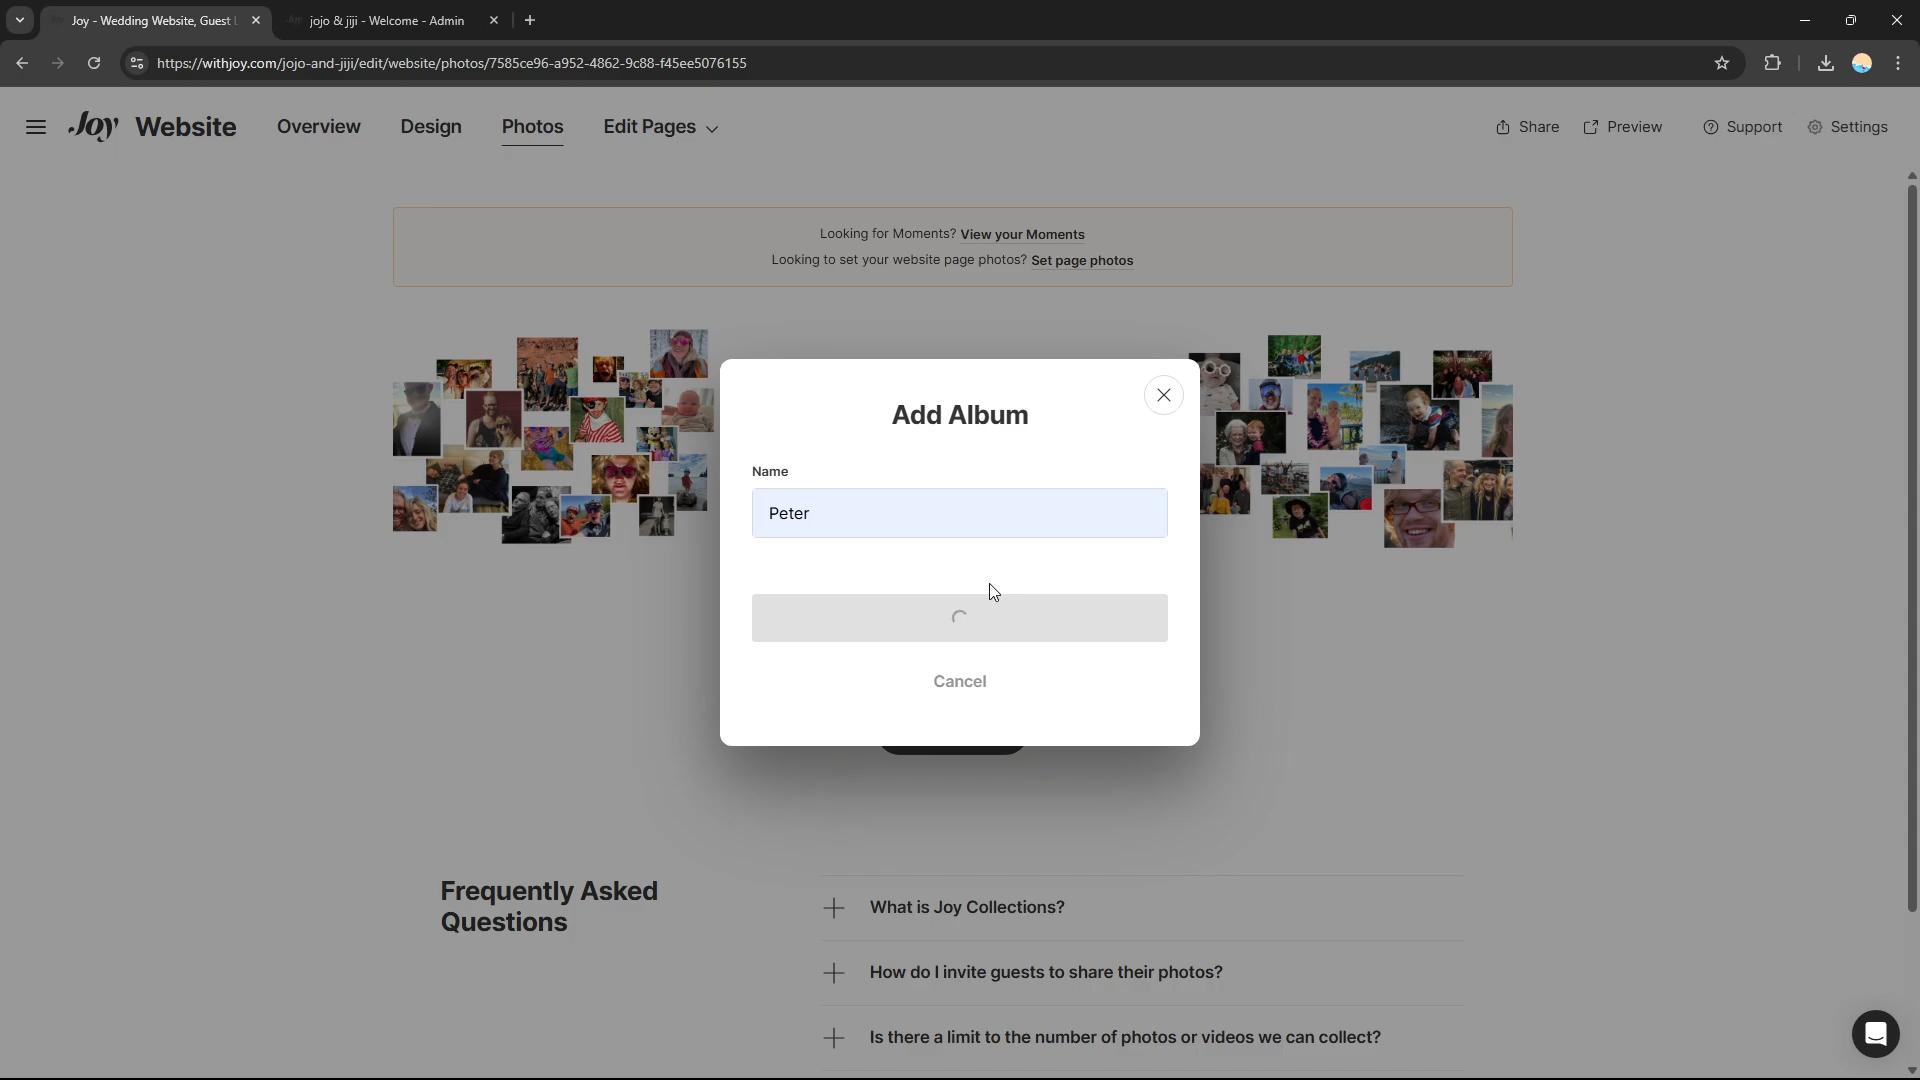 Joy - Wedding Website, Guest L
jojo & jiji - Welcome - Admin
https://withjoy.com/jojo-and-jiji/edit/website/photos/7585ce96-a952-4862-9c88-f45ee5076155
Joy Website
Overview
Design
Photos
Edit Pages
Share
Preview
Support
Settings
Looking for Moments? View your Moments
Looking to set your website page photos? Set page photos
Add Album
Name
Peter
Cancel
Frequently Asked
Questions
What is Joy Collections?
How do I invite guests to share their photos?
Is there a limit to the number of photos or videos we can collect?